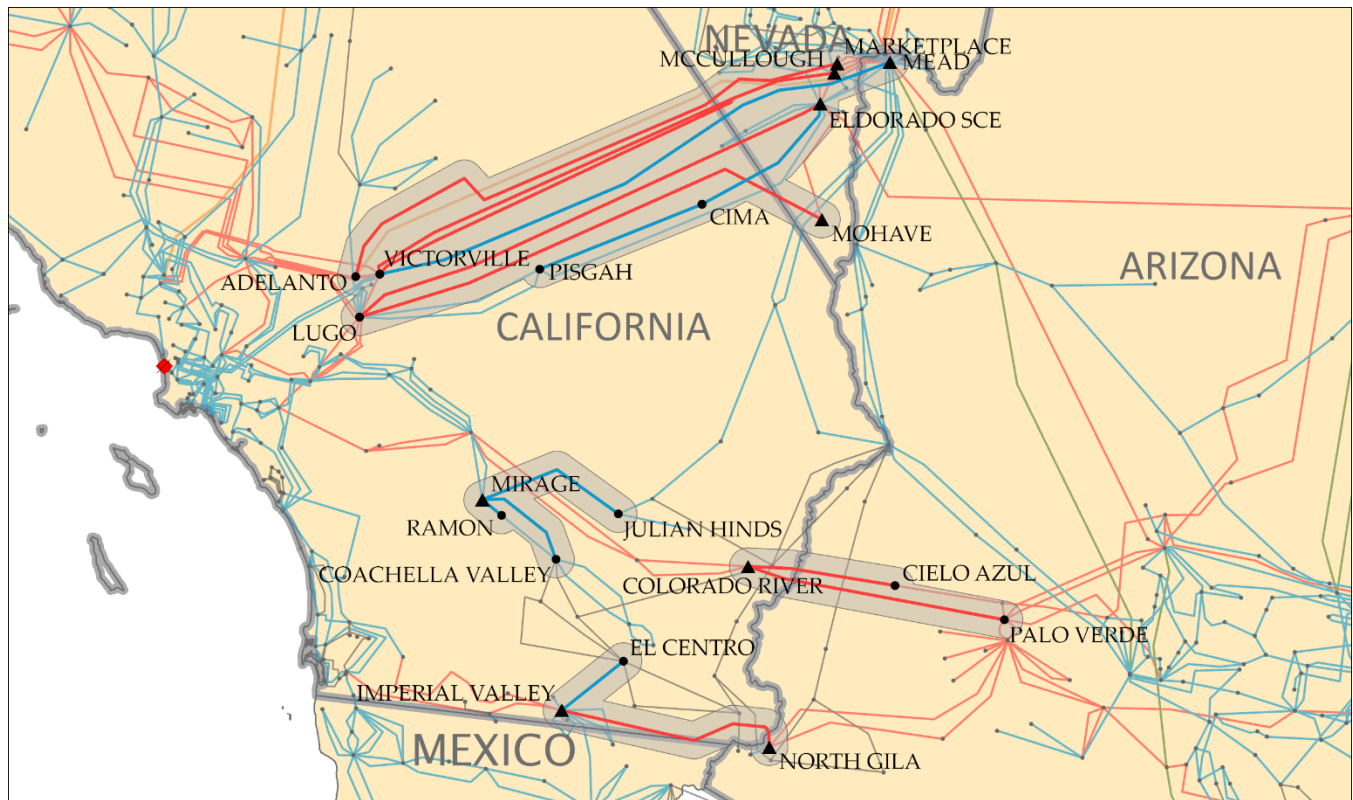 NEVADA
MARKETPLACE
MCCULLOUGH
MEAD
ELDORADO SCE
CIMA
MOHAVE
VICTORVILLE
PISGAH
ADELANTO
ARIZONA
LUGO
CALIFORNIA
MIRAGE
RAMON
JULIAN HINDS
COACHELLA VALLEY
CIELO AZUL
COLORADO RIVER
PALO VERDE
EL CENTRO
IMPERIAL VALLEY
MEXICO
NORTH GILA